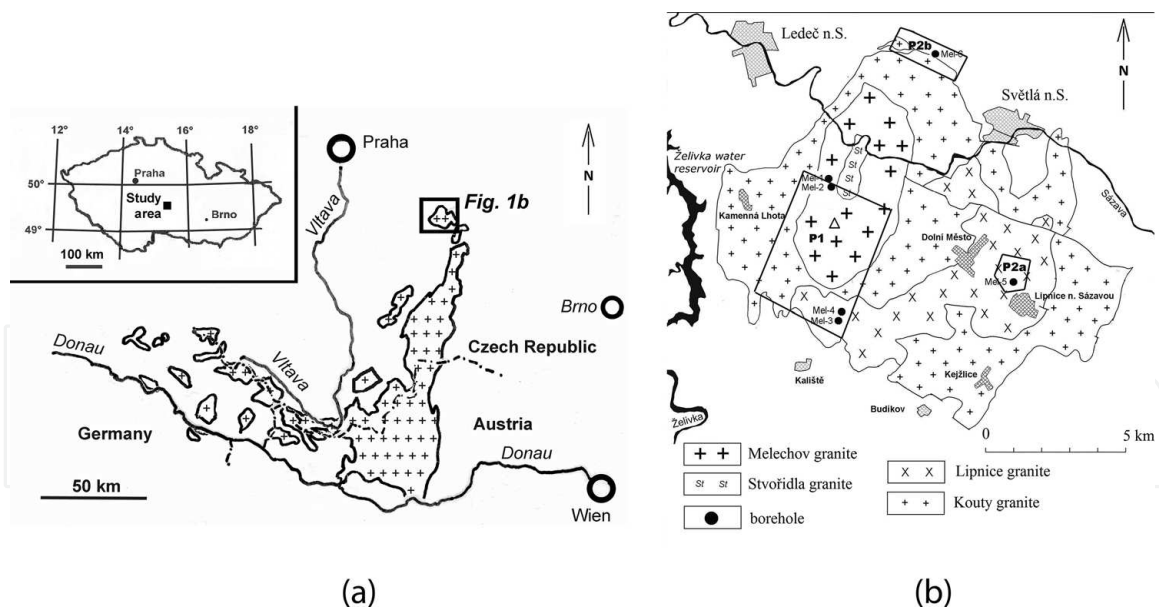 12° 14° 16° 18°
50°
49°
Praha
Study
area
Brno
100 km
Praha
N
Vltava
Fig. 1b
Brno
Czech Republic
Donau
Vltava
Germany
Austria
Donau
50 km
Wien
(a)
Ledeč n.S.
P2b
Mel-6
N
Světlá n.S.
St
St
St
Želivka water
reservoir
Mel-1
Mel-2
Sázava
Kamenná Lhota
P1
Dolní Město
P2a
Mel-5
Lipnice n. Sázavou
Mel-4
Mel-3
Kaliště
Kejžlice
Budíkov
Želivka
0 5 km
Melechov granite
St St Stvořidla granite
borehole
X X Lipnice granite
Kouty granite
(b)